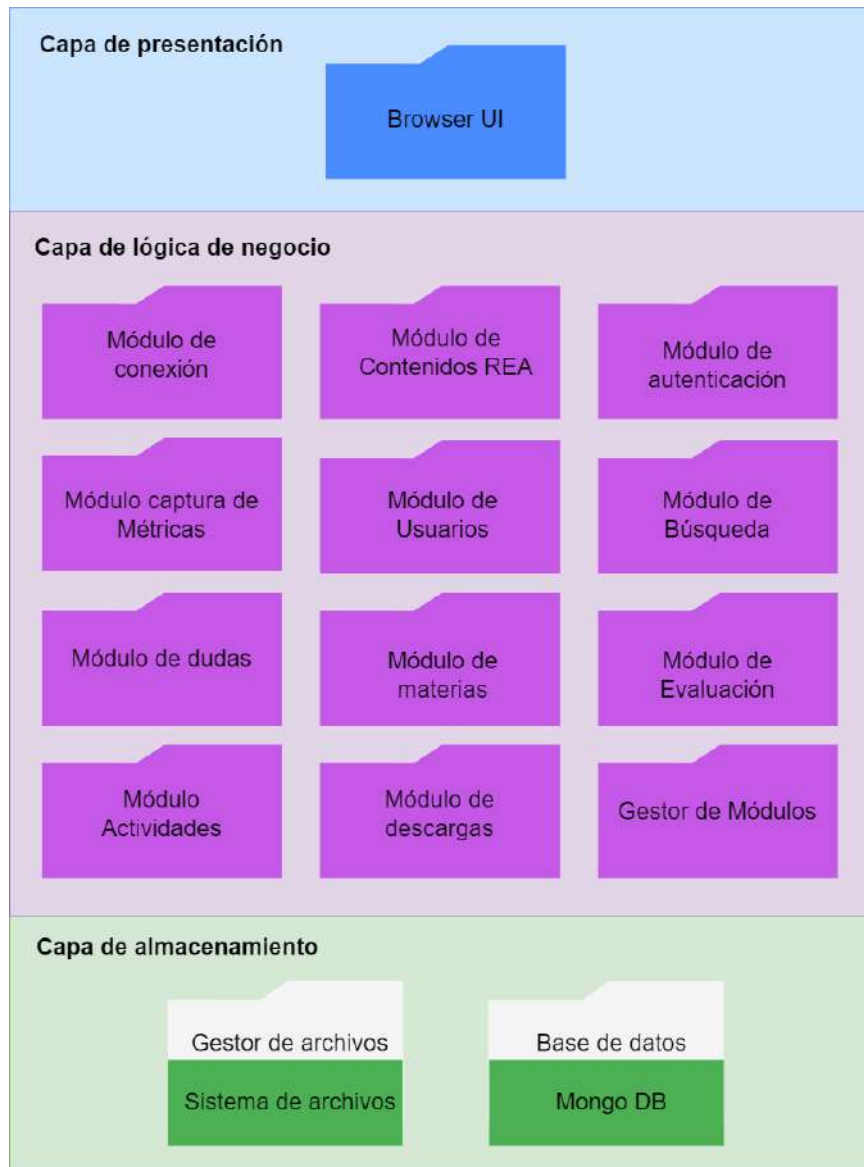 Capa de presentación
Browser UI
Capa de lógica de negocio
Módulo de
conexión
Módulo de
Contenidos REA
Módulo de
autenticación
Módulo captura de
Métricas
Módulo de
Usuarios
Módulo de
Búsqueda
Módulo de dudas
Módulo de
materias
Módulo de
Evaluación
Módulo
Actividades
Módulo de
descargas
Gestor de Módulos
Capa de almacenamiento
Gestor de archivos
Sistema de archivos
Base de datos
Mongo DB